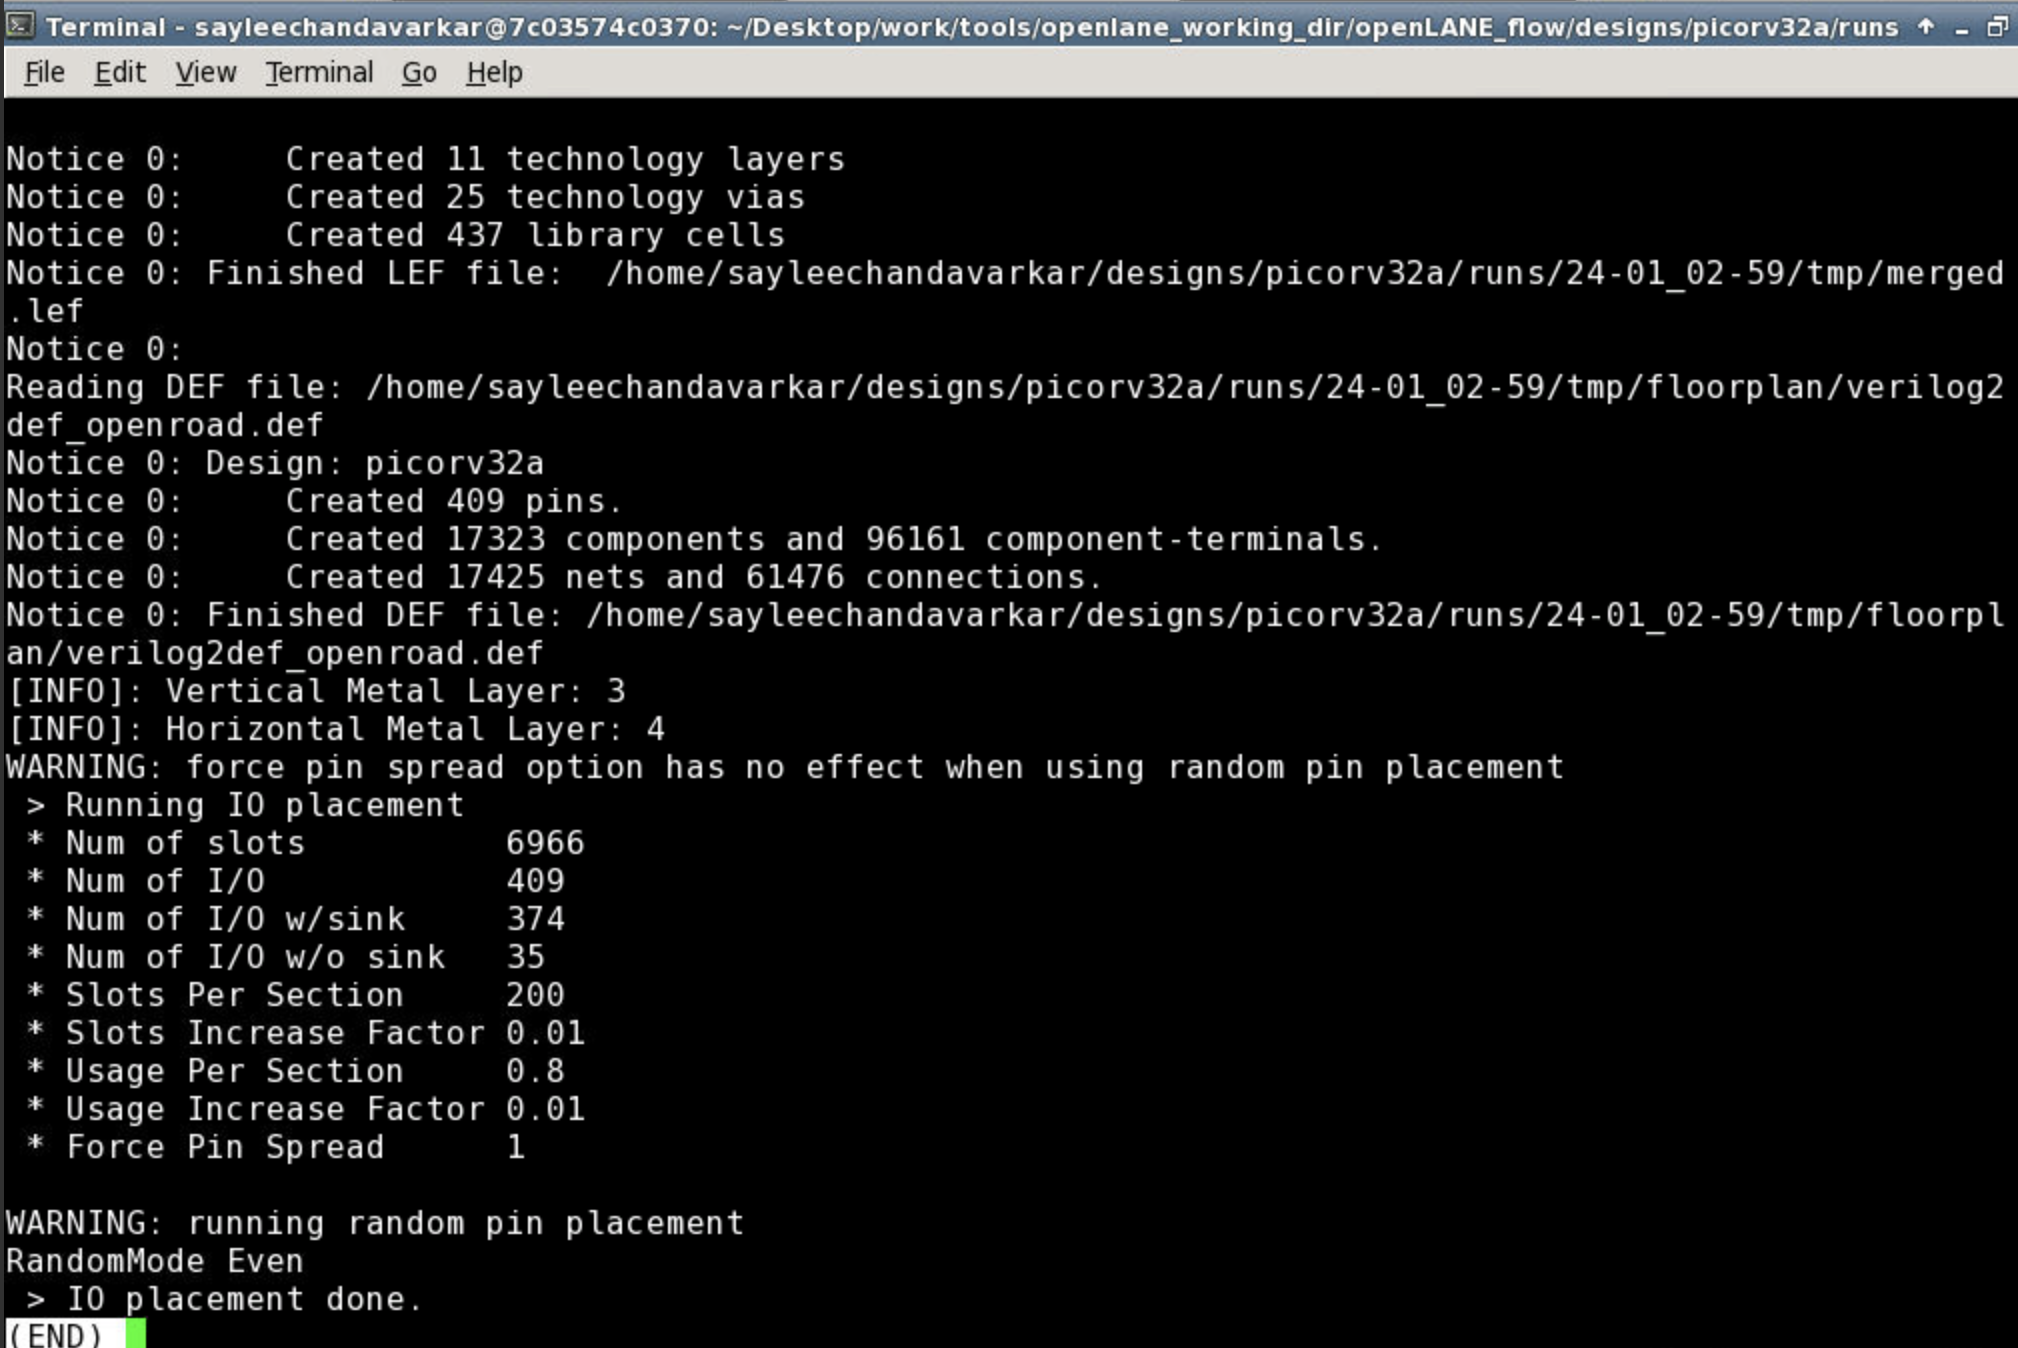 Terminal - sayleechandavarkar@7c03574c0370: ~/Desktop/work/tools/openlane_working_dir/openLANE_flow/designs/picorv32a/runs
File Edit View Terminal Go Help
Notice 0:     Created 11 technology layers
Notice 0:     Created 25 technology vias
Notice 0:     Created 437 library cells
Notice 0: Finished LEF file:  /home/sayleechandavarkar/designs/picorv32a/runs/24-01_02-59/tmp/merged
.lef
Notice 0:
Reading DEF file: /home/sayleechandavarkar/designs/picorv32a/runs/24-01_02-59/tmp/floorplan/verilog2
def_openroad.def
Notice 0: Design: picorv32a
Notice 0:     Created 409 pins.
Notice 0:     Created 17323 components and 96161 component-terminals.
Notice 0:     Created 17425 nets and 61476 connections.
Notice 0: Finished DEF file: /home/sayleechandavarkar/designs/picorv32a/runs/24-01_02-59/tmp/floorpl
an/verilog2def_openroad.def
[INFO]: Vertical Metal Layer: 3
[INFO]: Horizontal Metal Layer: 4
WARNING: force pin spread option has no effect when using random pin placement
 > Running IO placement
 * Num of slots          6966
 * Num of I/O            409
 * Num of I/O w/sink     374
 * Num of I/O w/o sink   35
 * Slots Per Section     200
 * Slots Increase Factor 0.01
 * Usage Per Section     0.8
 * Usage Increase Factor 0.01
 * Force Pin Spread      1
WARNING: running random pin placement
RandomMode Even
 > IO placement done.
(END)